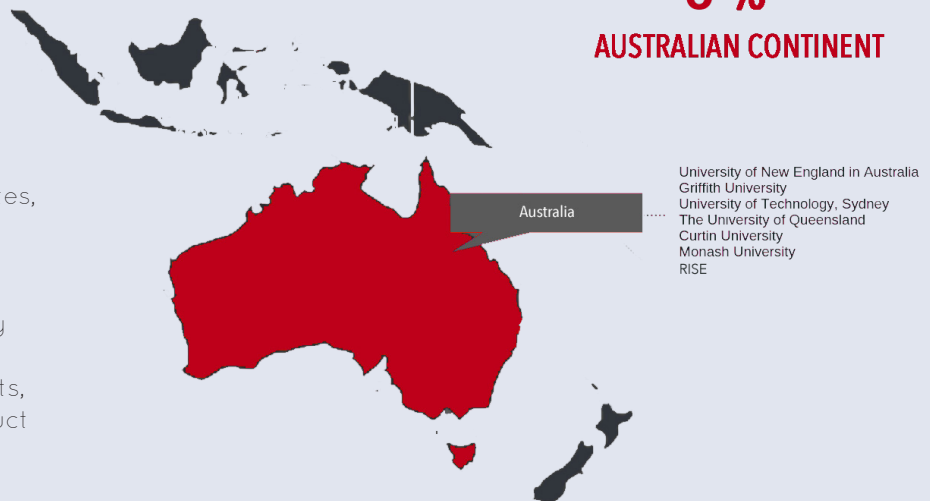 %
AUSTRALIAN CONTINENT
Australia
University of New England in Australia
Griffith University
University of Technology, Sydney
The University of Queensland
Curtin University
Monash University
RISE